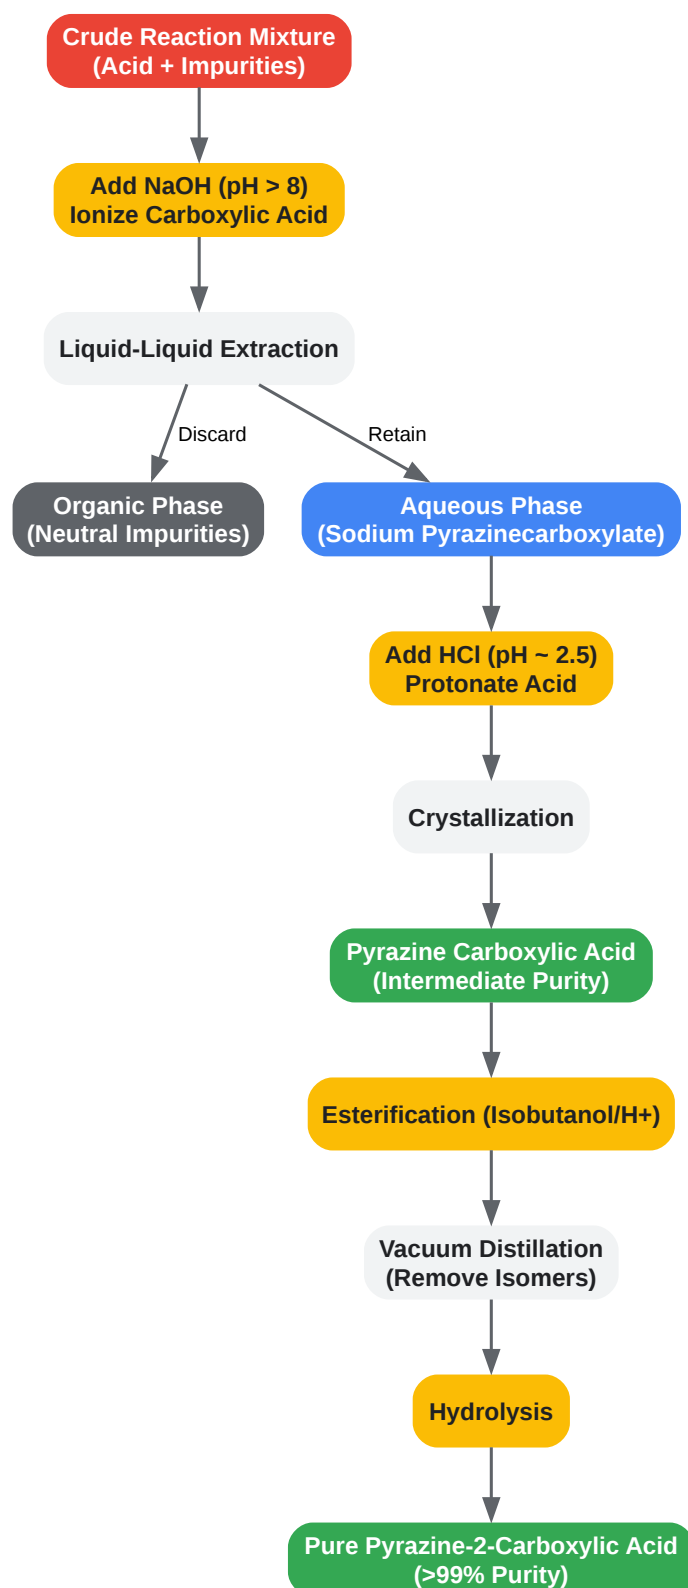 Crude Reaction Mixture
(Acid + Impurities)
Add NaOH (pH > 8)
Ionize Carboxylic Acid
Liquid-Liquid Extraction
Discard
Retain
Organic Phase
(Neutral Impurities)
Aqueous Phase
(Sodium Pyrazinecarboxylate)
Add HCl (pH ~ 2.5)
Protonate Acid
Crystallization
Pyrazine Carboxylic Acid
(Intermediate Purity)
Esterification (Isobutanol/H+)
Vacuum Distillation
(Remove Isomers)
Hydrolysis
Pure Pyrazine-2-Carboxylic Acid
(>99% Purity)